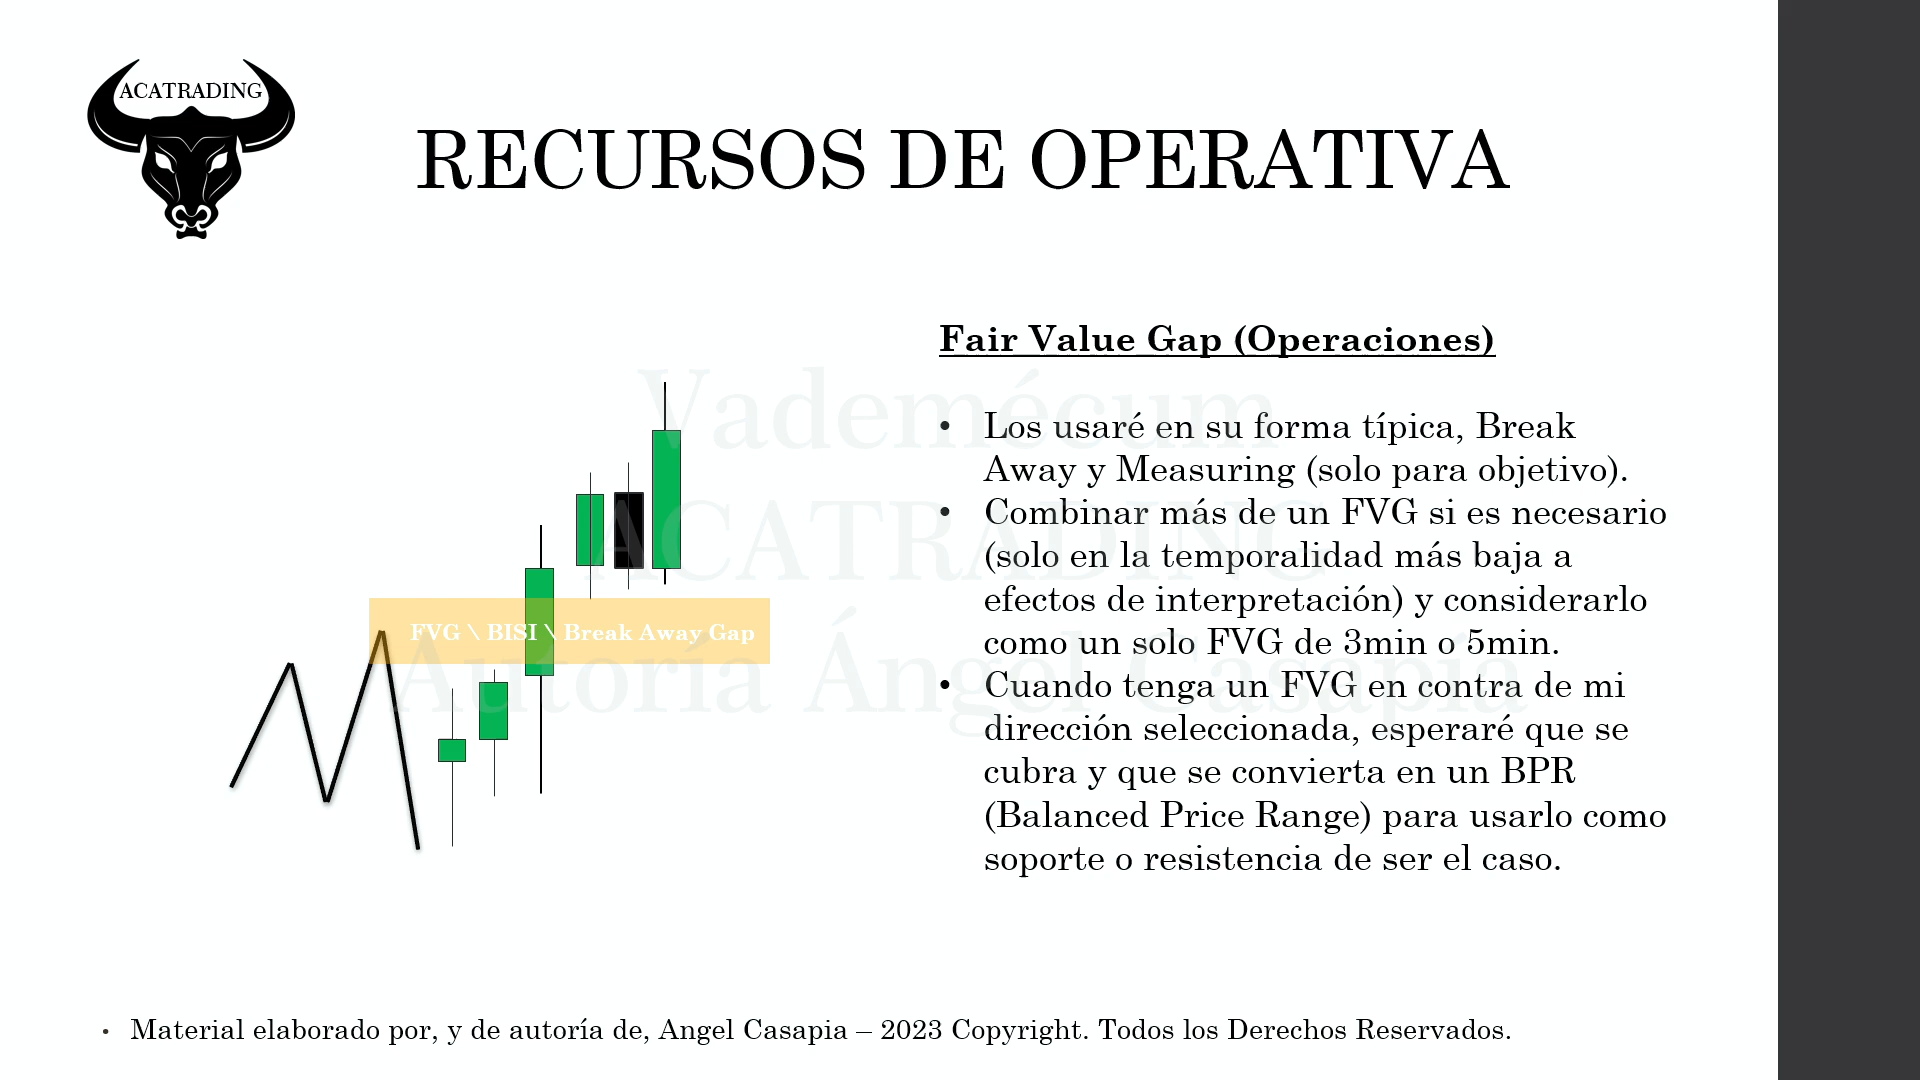 ACATRADING
RECURSOS DE OPERATIVA
Fair Value Gap (Operaciones)
• Los usaré en su forma típica, Break
Away y Measuring (solo para objetivo).
• Combinar más de un FVG si es necesario
(solo en la temporalidad más baja a
efectos de interpretación) y considerarlo
como un solo FVG de 3min o 5min.
• Cuando tenga un FVG en contra de mi
dirección seleccionada, esperaré que se
cubra y que se convierta en un BPR
(Balanced Price Range) para usarlo como
soporte o resistencia de ser el caso.
FVG \ BISI \ Break Away Gap
Vademécum
ACATRADING
Autoría Ángel Casapía
• Material elaborado por, y de autoría de, Angel Casapia – 2023 Copyright. Todos los Derechos Reservados.